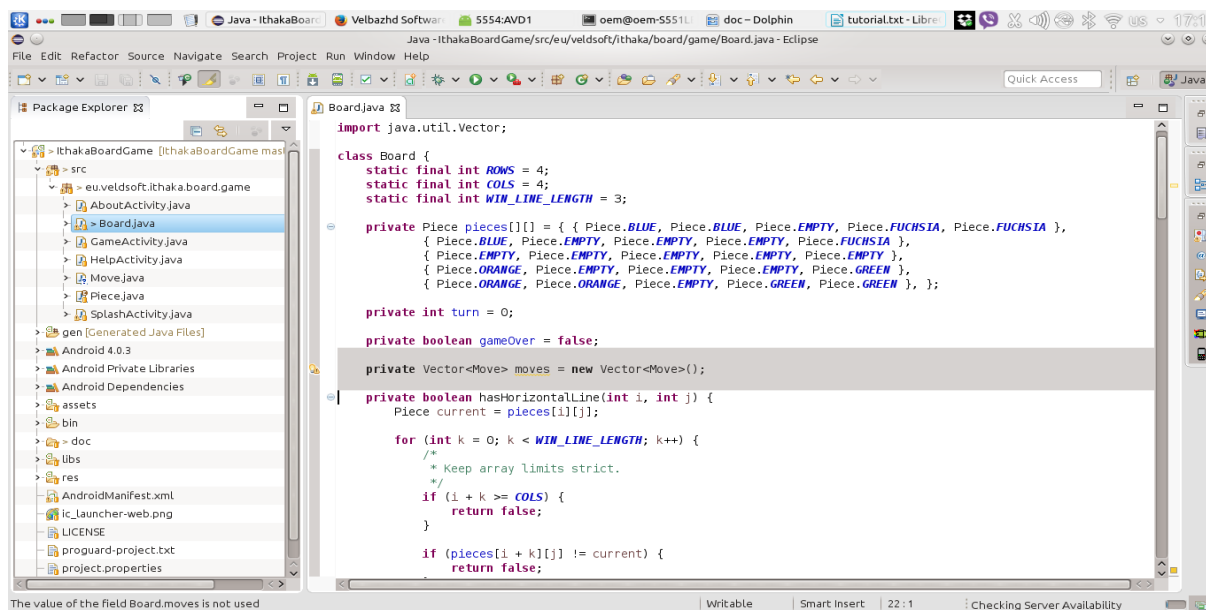 Java - IthakaBoard
Velbazhd Softwar
5554:AVD1
oem@oem-S551L
doc – Dolphin
tutorial.txt - Libre
us
17:1
Java - IthakaBoardGame/src/eu/veldsoft/ithaka/board/game/Board.java - Eclipse
File Edit Refactor Source Navigate Search Project Run Window Help
Quick Access
Java
Package Explorer
> IthakaBoardGame [IthakaBoardGame mast
> src
> eu.veldsoft.ithaka.board.game
AboutActivity.java
> Board.java
GameActivity.java
HelpActivity.java
Move.java
Piece.java
SplashActivity.java
gen [Generated Java Files]
Android 4.0.3
Android Private Libraries
Android Dependencies
assets
bin
> doc
libs
res
AndroidManifest.xml
ic_launcher-web.png
LICENSE
proguard-project.txt
project.properties
Board.java
import java.util.Vector;
class Board {
static final int ROWS = 4;
static final int COLS = 4;
static final int WIN_LINE_LENGTH = 3;
private Piece pieces[][] = { { Piece.BLUE, Piece.BLUE, Piece.EMPTY, Piece.FUCHSIA, Piece.FUCHSIA },
{ Piece.BLUE, Piece.EMPTY, Piece.EMPTY, Piece.EMPTY, Piece.FUCHSIA },
{ Piece.EMPTY, Piece.EMPTY, Piece.EMPTY, Piece.EMPTY, Piece.EMPTY },
{ Piece.ORANGE, Piece.EMPTY, Piece.EMPTY, Piece.EMPTY, Piece.GREEN },
{ Piece.ORANGE, Piece.ORANGE, Piece.EMPTY, Piece.GREEN, Piece.GREEN }, };
private int turn = 0;
private boolean gameOver = false;
private Vector<Move> moves = new Vector<Move>();
private boolean hasHorizontalLine(int i, int j) {
Piece current = pieces[i][j];
for (int k = 0; k < WIN_LINE_LENGTH; k++) {
/*
* Keep array limits strict.
*/
if (i + k >= COLS) {
return false;
}
if (pieces[i + k][j] != current) {
return false;
The value of the field Board.moves is not used
Writable
Smart Insert
22 : 1
Checking Server Availability